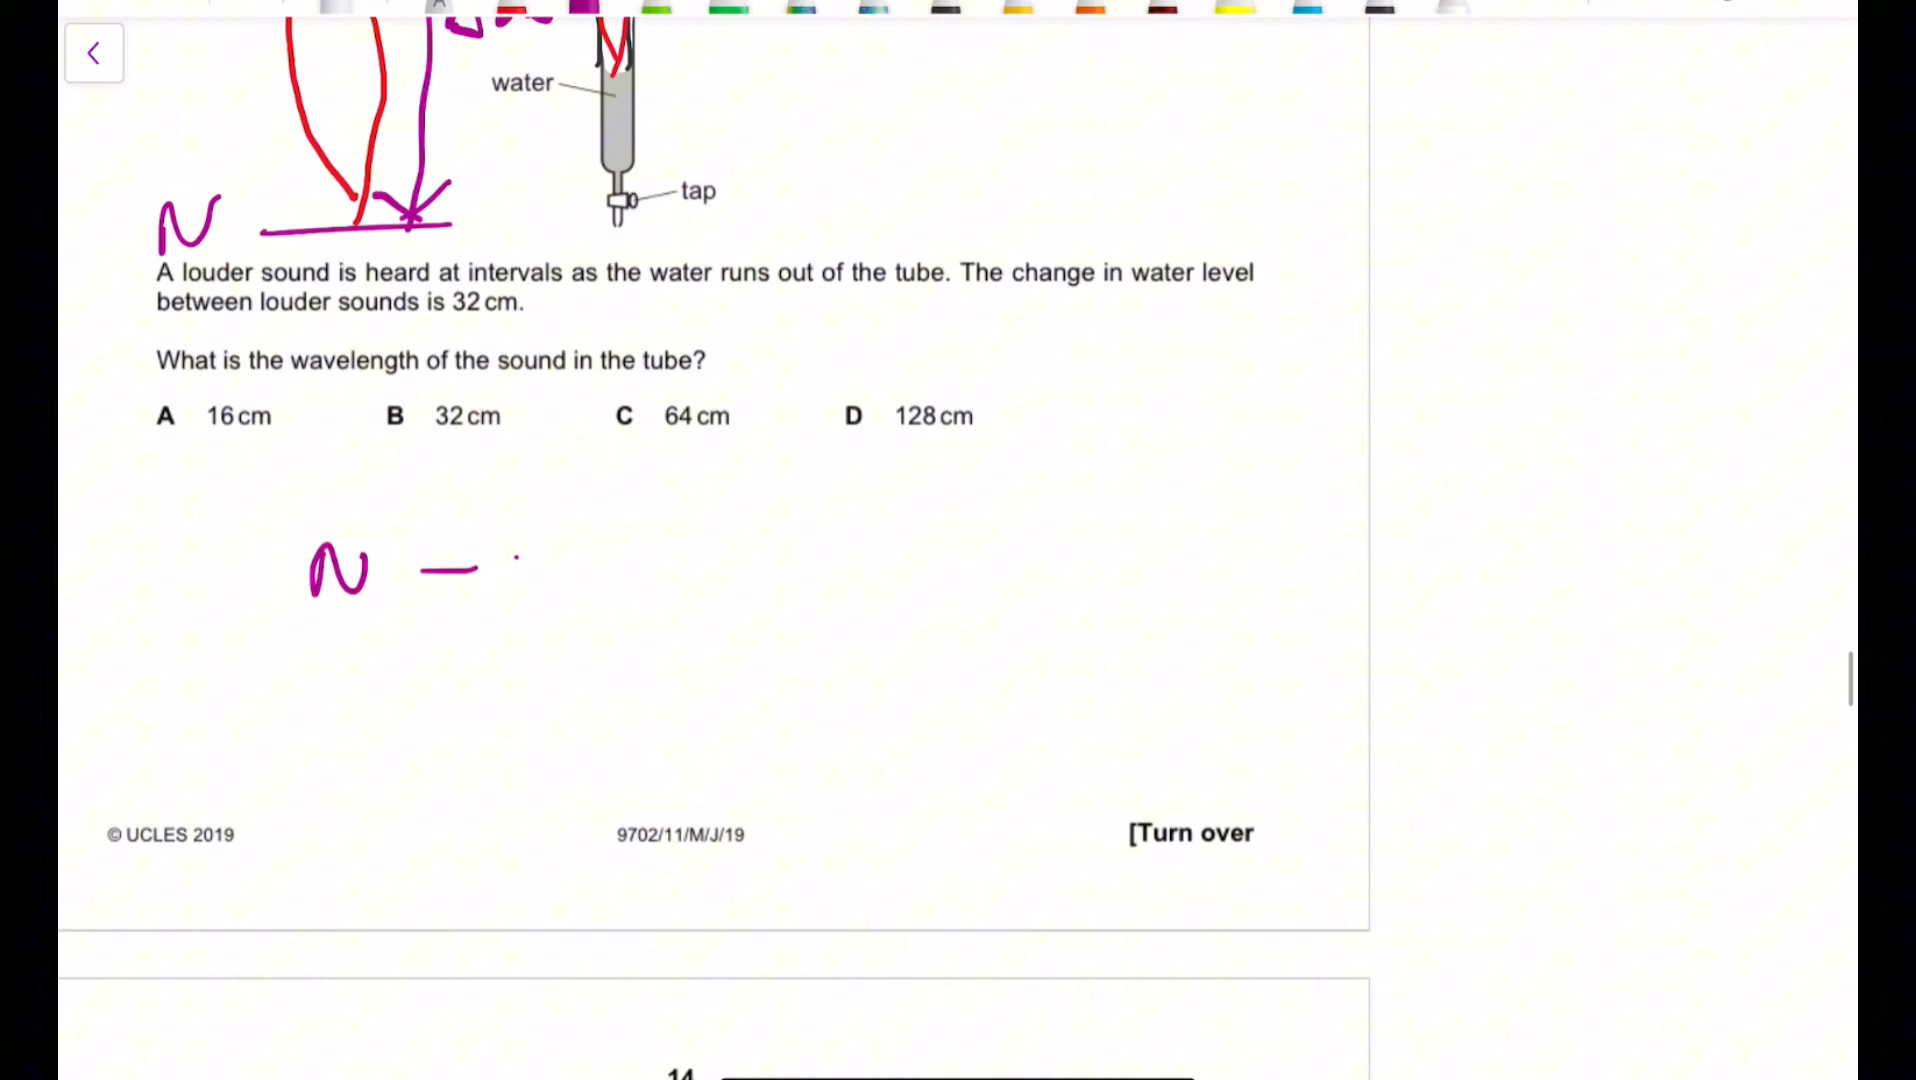 water
tap
N
A louder sound is heard at intervals as the water runs out of the tube. The change in water level
between louder sounds is 32 cm.
What is the wavelength of the sound in the tube?
A 16 cm B 32 cm C 64 cm D 128 cm
N –
© UCLES 2019 9702/11/M/J/19 [Turn over
14